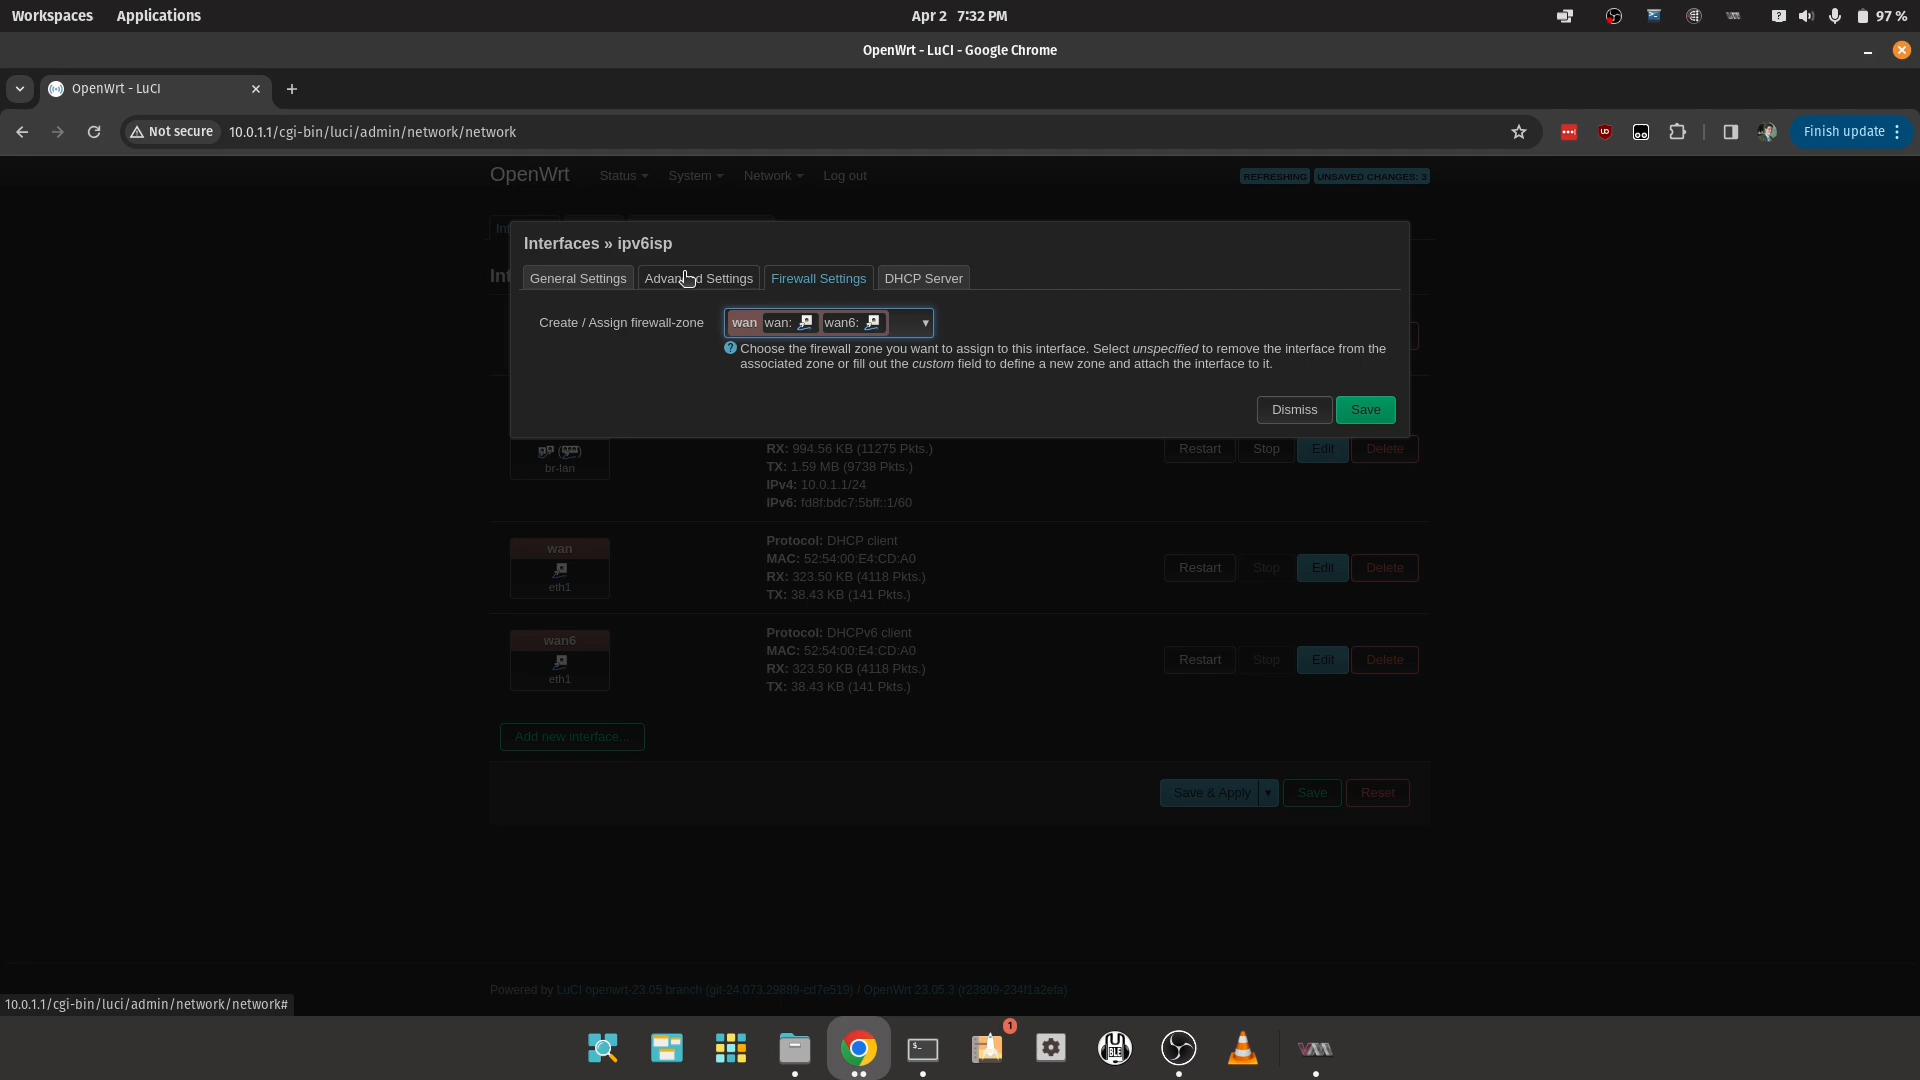 Workspaces Applications Apr 2 7:32 PM 97 %
OpenWrt - LuCI - Google Chrome
OpenWrt - LuCI
Not secure 10.0.1.1/cgi-bin/luci/admin/network/network Finish update
OpenWrt Status System Network Log out REFRESHING UNSAVED CHANGES: 3
Interfaces » ipv6isp
General Settings Advanced Settings Firewall Settings DHCP Server
Create / Assign firewall-zone wan wan: wan6:
Choose the firewall zone you want to assign to this interface. Select unspecified to remove the interface from the
associated zone or fill out the custom field to define a new zone and attach the interface to it.
Dismiss Save
RX: 994.56 KB (11275 Pkts.) Restart Stop Edit Delete
br-lan TX: 1.59 MB (9738 Pkts.)
IPv4: 10.0.1.1/24
IPv6: fd8f:bdc7:5bff::1/60
wan Protocol: DHCP client
MAC: 52:54:00:E4:CD:A0
RX: 323.50 KB (4118 Pkts.) Restart Stop Edit Delete
eth1 TX: 38.43 KB (141 Pkts.)
wan6 Protocol: DHCPv6 client
MAC: 52:54:00:E4:CD:A0
RX: 323.50 KB (4118 Pkts.) Restart Stop Edit Delete
eth1 TX: 38.43 KB (141 Pkts.)
Add new interface...
Save & Apply Save Reset
Powered by LuCI openwrt-23.05 branch (git-24.073.29889-cd7e519) / OpenWrt 23.05.3 (r23809-234f1a2efa)
10.0.1.1/cgi-bin/luci/admin/network/network#
1
BLE